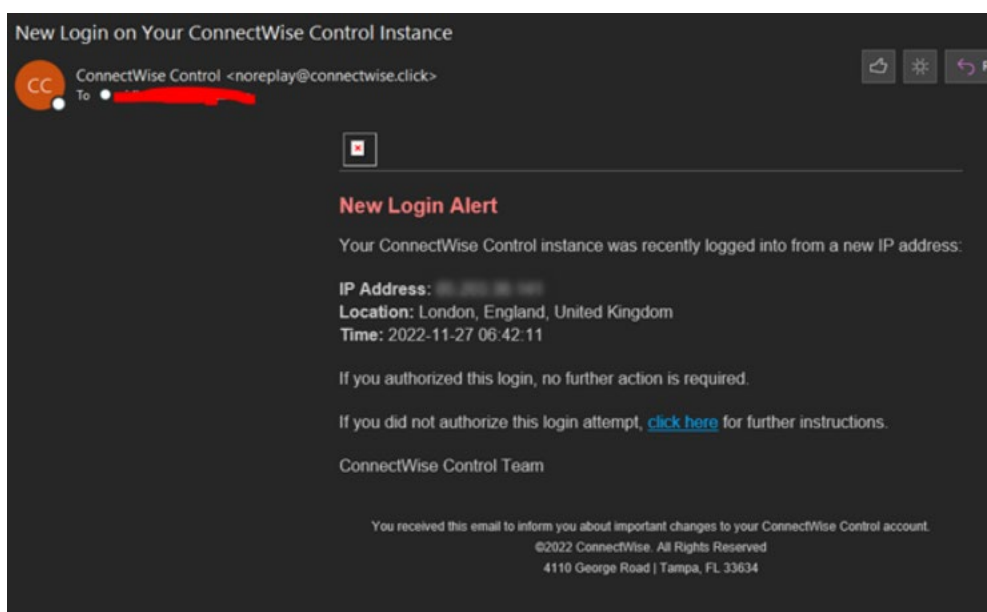 New Login on Your ConnectWise Control Instance
CC
ConnectWise Control <noreplay@connectwise.click>
To
New Login Alert
Your ConnectWise Control instance was recently logged into from a new IP address:
IP Address:
Location: London, England, United Kingdom
Time: 2022-11-27 06:42:11
If you authorized this login, no further action is required.
If you did not authorize this login attempt, click here for further instructions.
ConnectWise Control Team
You received this email to inform you about important changes to your ConnectWise Control account.
©2022 ConnectWise. All Rights Reserved
4110 George Road | Tampa, FL 33634